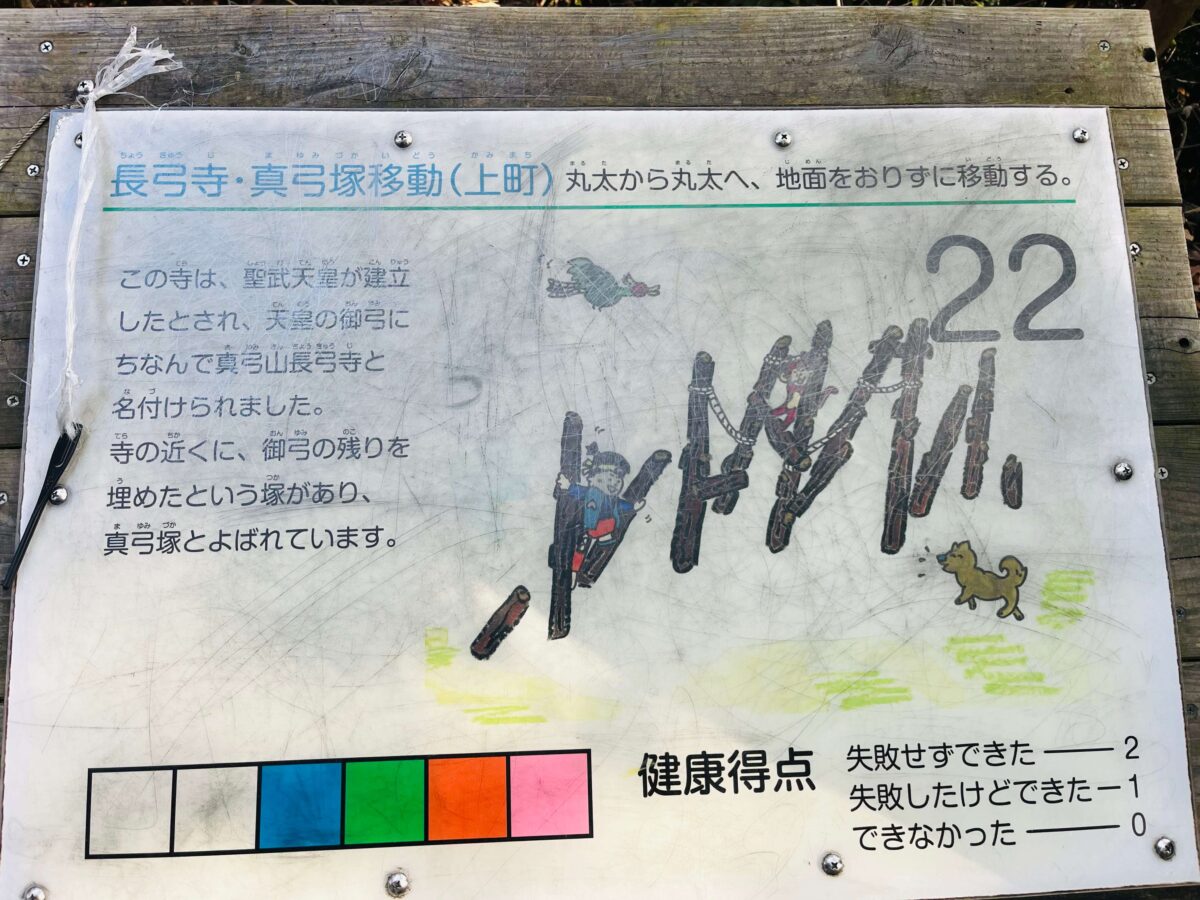 長弓寺・真弓塚移動(上町) 丸太から丸太へ、地面をおりずに移動する。
22
この寺は、聖武天皇が建立
したとされ、天皇の御弓に
ちなんで真弓山長弓寺と
名付けられました。
寺の近くに、御弓の残りを
埋めたという塚があり、
真弓塚とよばれています。
健康得点
失敗せずできた ── 2
失敗したけどできた ─ 1
できなかった ─── 0